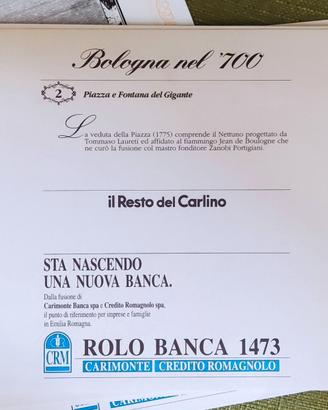 Bologna nel '700
2 Piazza e Fontana del Gigante
La veduta della Piazza (1775) comprende il Nettuno progettato da
Tommaso Laureti ed affidato al fiammingo Jean de Boulogne che
ne curò la fusione col mastro fonditore Zanobi Portigiani.
il Resto del Carlino
STA NASCENDO
UNA NUOVA BANCA.
Dalla fusione di
Carimonte Banca spa e Credito Romagnolo spa,
il punto di riferimento per imprese e famiglie
in Emilia Romagna.
CRM
ROLO BANCA 1473
CARIMONTE CREDITO ROMAGNOLO